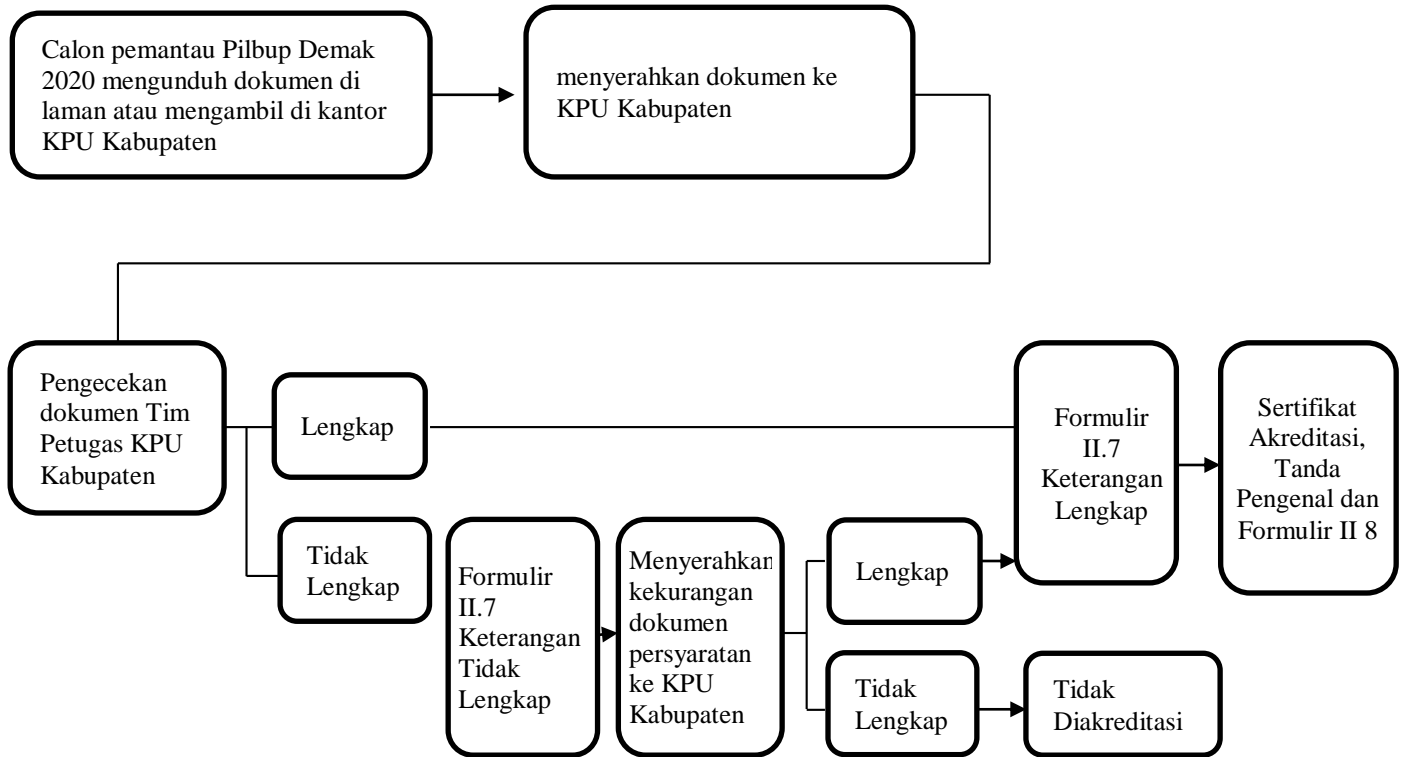 Calon pemantau Pilbup Demak
2020 mengunduh dokumen di
laman atau mengambil di kantor
KPU Kabupaten
menyerahkan dokumen ke
KPU Kabupaten
Pengecekan
dokumen Tim
Petugas KPU
Kabupaten
Lengkap
Tidak
Lengkap
Formulir
II.7
Keterangan
Tidak
Lengkap
Menyerahkan
kekurangan
dokumen
persyaratan
ke KPU
Kabupaten
Lengkap
Tidak
Lengkap
Tidak
Diakreditasi
Formulir
II.7
Keterangan
Lengkap
Sertifikat
Akreditasi,
Tanda
Pengenal dan
Formulir II 8